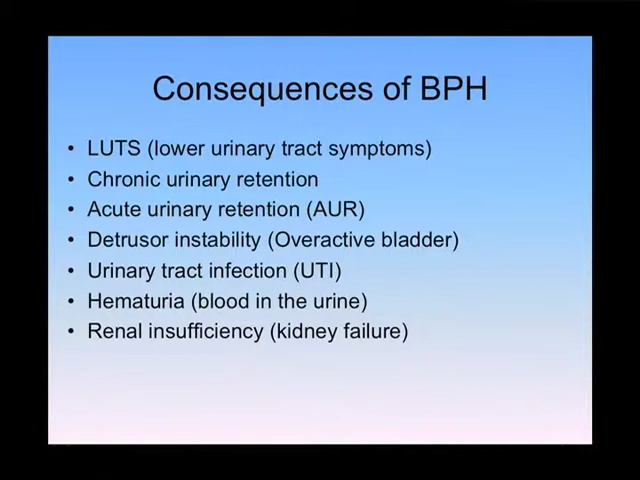 Consequences of BPH
• LUTS (lower urinary tract symptoms)
• Chronic urinary retention
• Acute urinary retention (AUR)
• Detrusor instability (Overactive bladder)
• Urinary tract infection (UTI)
• Hematuria (blood in the urine)
• Renal insufficiency (kidney failure)